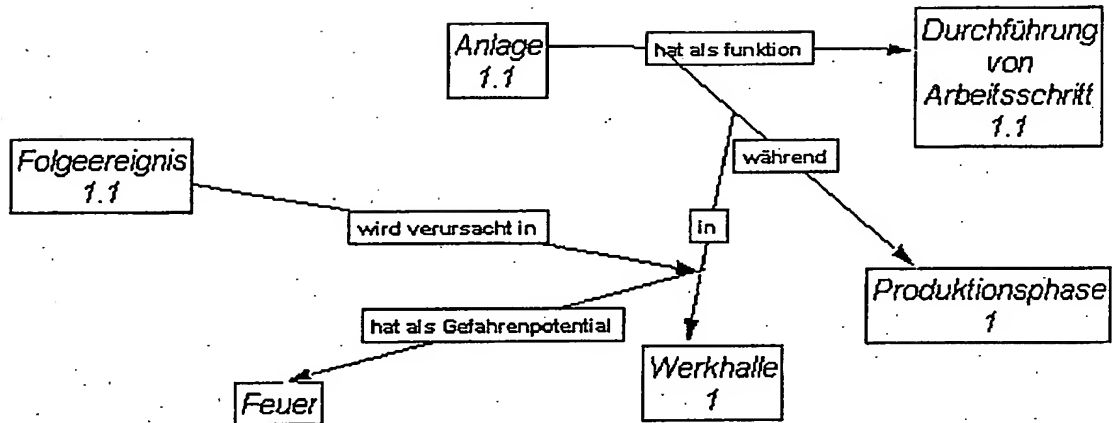 Anlage
1.1
hat als funktion
Durchführung
von
Arbeitsschritt
1.1
Folgeereignis
1.1
während
wird verursacht in
in
Produktionsphase
1
hat als Gefahrenpotential
Werkhalle
1
Feuer